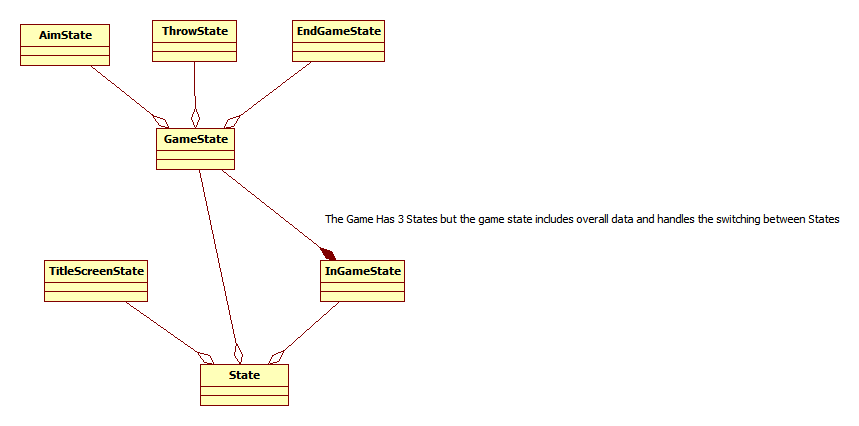 AimState
ThrowState
EndGameState
GameState
The Game Has 3 States but the game state includes overall data and handles the switching between States
TitleScreenState
InGameState
State